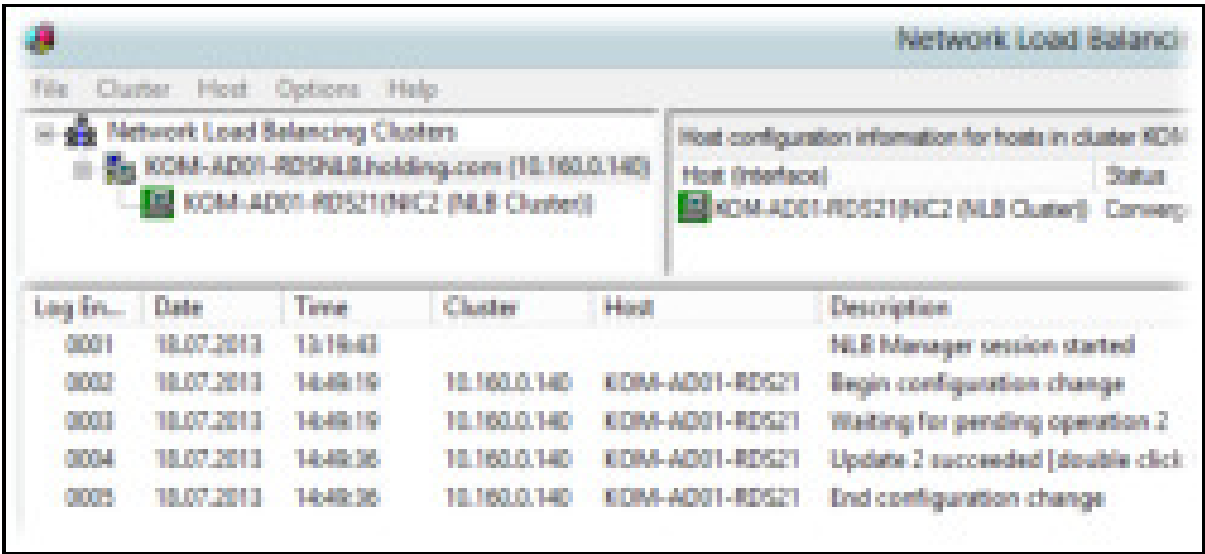 Network Load Balanci
File Cluster Host Options Help
Network Load Balancing Clusters
KOM-AD01-RDSNLB.holding.com (10.160.0.140)
KOM-AD01-RDS21(NIC2 (NLB Cluster))
Host configuration information for hosts in cluster KOM-
Host (Interface) Status
KOM-AD01-RDS21(NIC2 (NLB Cluster)) Converg
Log En... Date Time Cluster Host Description
0001 18.07.2013 13:19:43 NLB Manager session started
0002 18.07.2013 14:49:19 10.160.0.140 KOM-AD01-RDS21 Begin configuration change
0003 18.07.2013 14:49:19 10.160.0.140 KOM-AD01-RDS21 Waiting for pending operation 2
0004 18.07.2013 14:49:36 10.160.0.140 KOM-AD01-RDS21 Update 2 succeeded [double click
0005 18.07.2013 14:49:36 10.160.0.140 KOM-AD01-RDS21 End configuration change